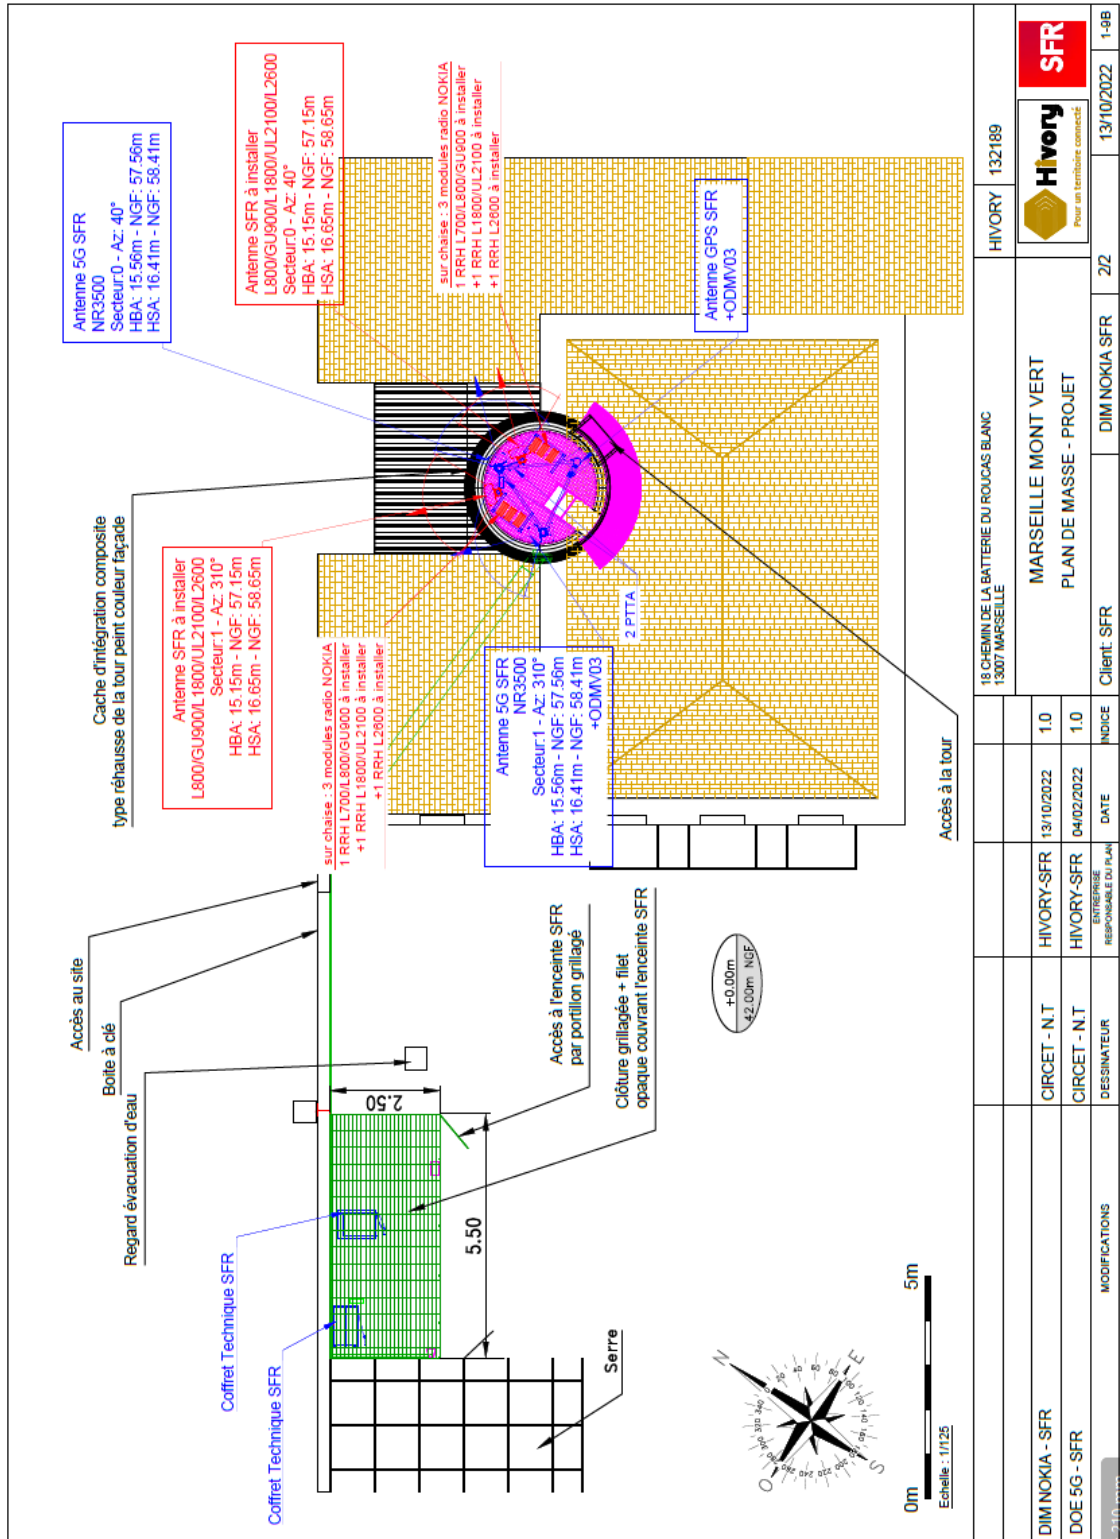 Antenne 5G SFR
NR3500
Secteur:0 - Az: 40°
HBA: 15.56m - NGF: 57.56m
HSA: 16.41m - NGF: 58.41m
Antenne SFR à installer
L800/GU900/L1800/UL2100/L2600
Secteur:0 - Az: 40°
HBA: 15.15m - NGF: 57.15m
HSA: 16.65m - NGF: 58.65m
sur chaise : 3 modules radio NOKIA
1 RRH L700/L800/GU900 à installer
+1 RRH L1800/UL2100 à installer
+1 RRH L2600 à installer
Antenne GPS SFR
+ODMV03
Cache d'intégration composite
type réhausse de la tour peint couleur façade
Antenne SFR à installer
L800/GU900/L1800/UL2100/L2600
Secteur:1 - Az: 310°
HBA: 15.15m - NGF: 57.15m
HSA: 16.65m - NGF: 58.65m
sur chaise : 3 modules radio NOKIA
1 RRH L700/L800/GU900 à installer
+1 RRH L1800/UL2100 à installer
+1 RRH L2600 à installer
Antenne 5G SFR
NR3500
Secteur:1 - Az: 310°
HBA: 15.56m - NGF: 57.56m
HSA: 16.41m - NGF: 58.41m
+ODMV03
2 PTTA
Accès à la tour
Accès au site
Boite à clé
Regard évacuation d'eau
Accès à l'enceinte SFR
par portillon grillagé
Clôture grillagée + filet
opaque couvrant l'enceinte SFR
+0.00m
42.00m NGF
2.50
5.50
Coffret Technique SFR
Coffret Technique SFR
Serre
N
E
S
O
0m
5m
Echelle : 1/125
DIM NOKIA - SFR
CIRCET - N.T
HIVORY-SFR
13/10/2022
1.0
DOE 5G - SFR
CIRCET - N.T
HIVORY-SFR
04/02/2022
1.0
MODIFICATIONS
DESSINATEUR
ENTREPRISE
RESPONSABLE DU PLAN
DATE
INDICE
18 CHEMIN DE LA BATTERIE DU ROUCAS BLANC
13007 MARSEILLE
HIVORY
132189
MARSEILLE MONT VERT
PLAN DE MASSE - PROJET
Hivory
Pour un territoire connecté
SFR
Client: SFR
DIM NOKIA SFR
2/2
13/10/2022
1-9B